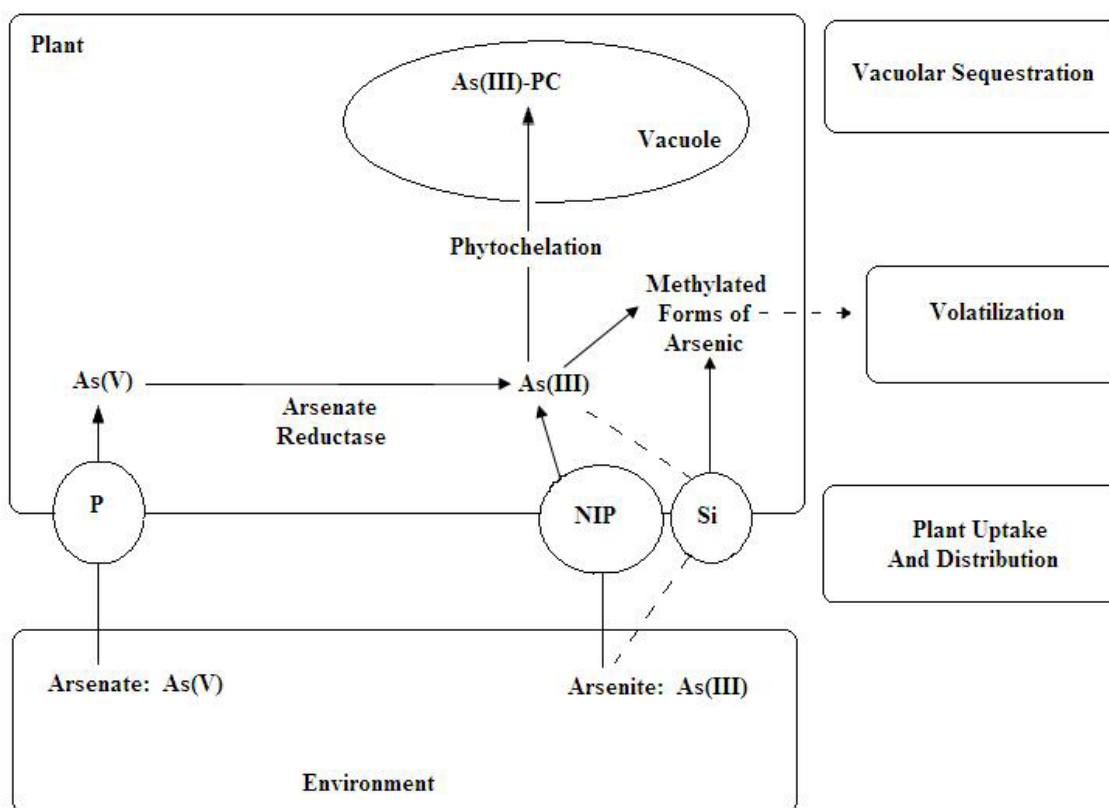 Plant
As(III)-PC
Vacuole
Vacuolar Sequestration
Phytochelation
Methylated
Forms of
Arsenic
Volatilization
As(V)
As(III)
Arsenate
Reductase
P
NIP
Si
Plant Uptake
And Distribution
Arsenate: As(V)
Arsenite: As(III)
Environment